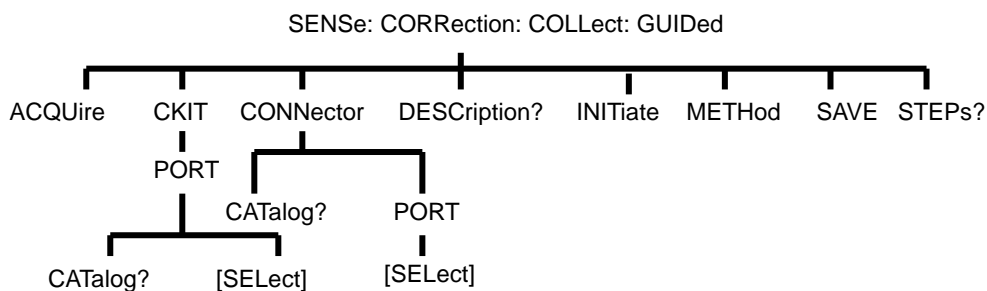 SENSe: CORRection: COLLect: GUIDed
ACQUire CKIT CONNector DESCription? INITiate METHod SAVE STEPs?
PORT
CATalog? PORT
CATalog? [SELect] [SELect]